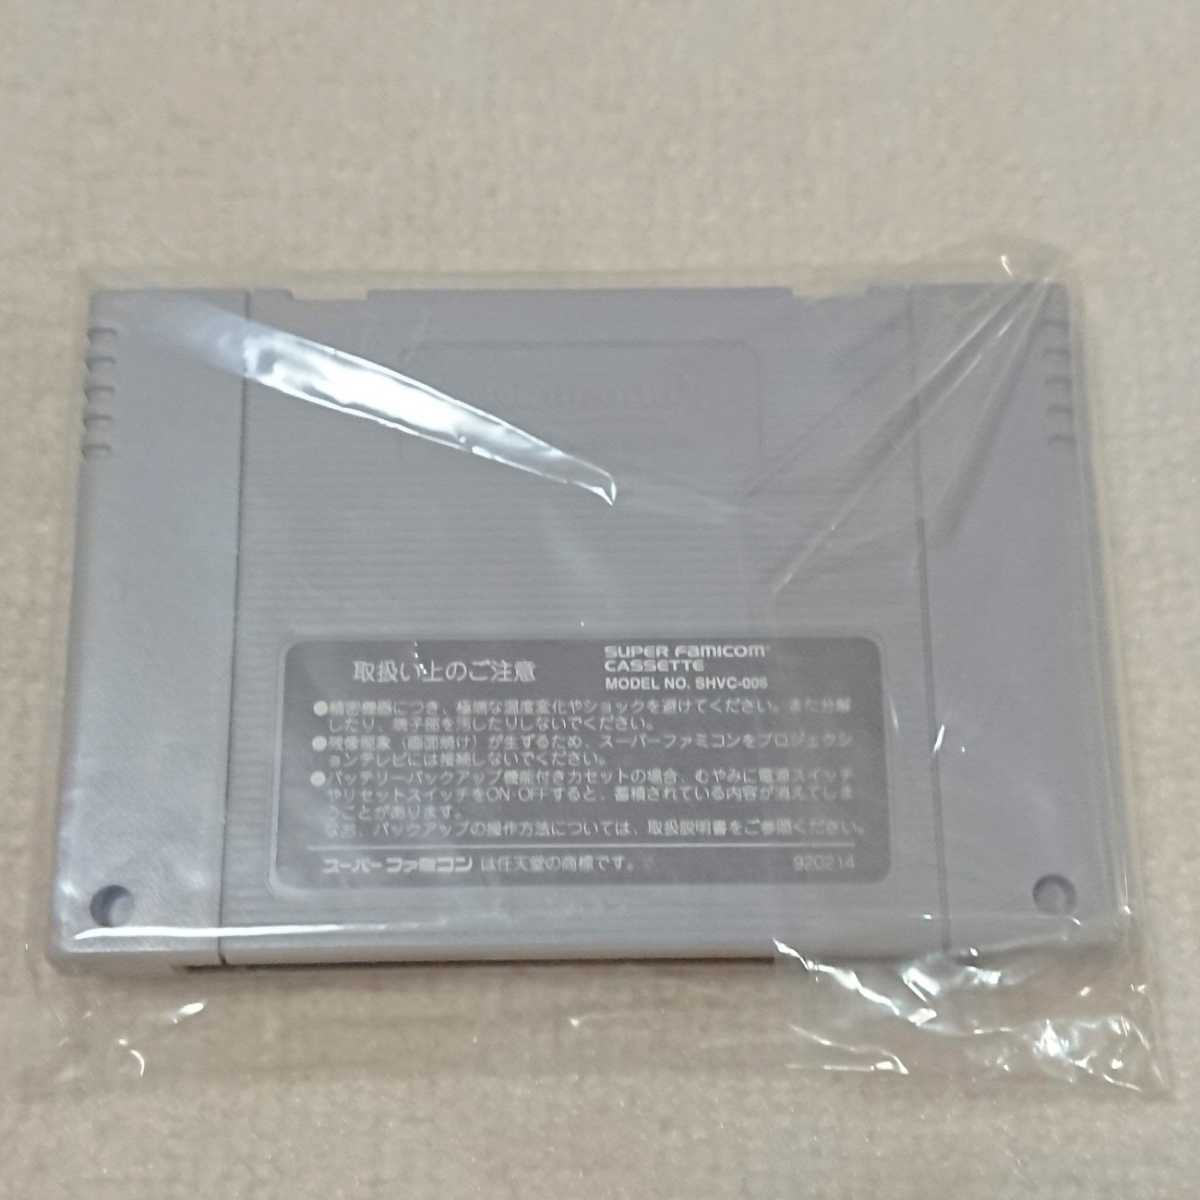 取扱い上のご注意
SUPER FAMICOM
CASSETTE
MODEL NO. SHVC-006
●精密機器につき、極端な温度変化やショックを避けてください。また分解
したり、端子部を汚したりしないでください。
●残像現象（画面焼け）が生ずるため、スーパーファミコンをプロジェクシ
ョンテレビには接続しないでください。
●バッテリーバックアップ機能付きカセットの場合、むやみに電源スイッチ
やリセットスイッチをON-OFFすると、蓄積されている内容が消えてしま
うことがあります。
なお、バックアップの操作方法については、取扱説明書をご参照ください。
スーパーファミコンは任天堂の商標です。
920214